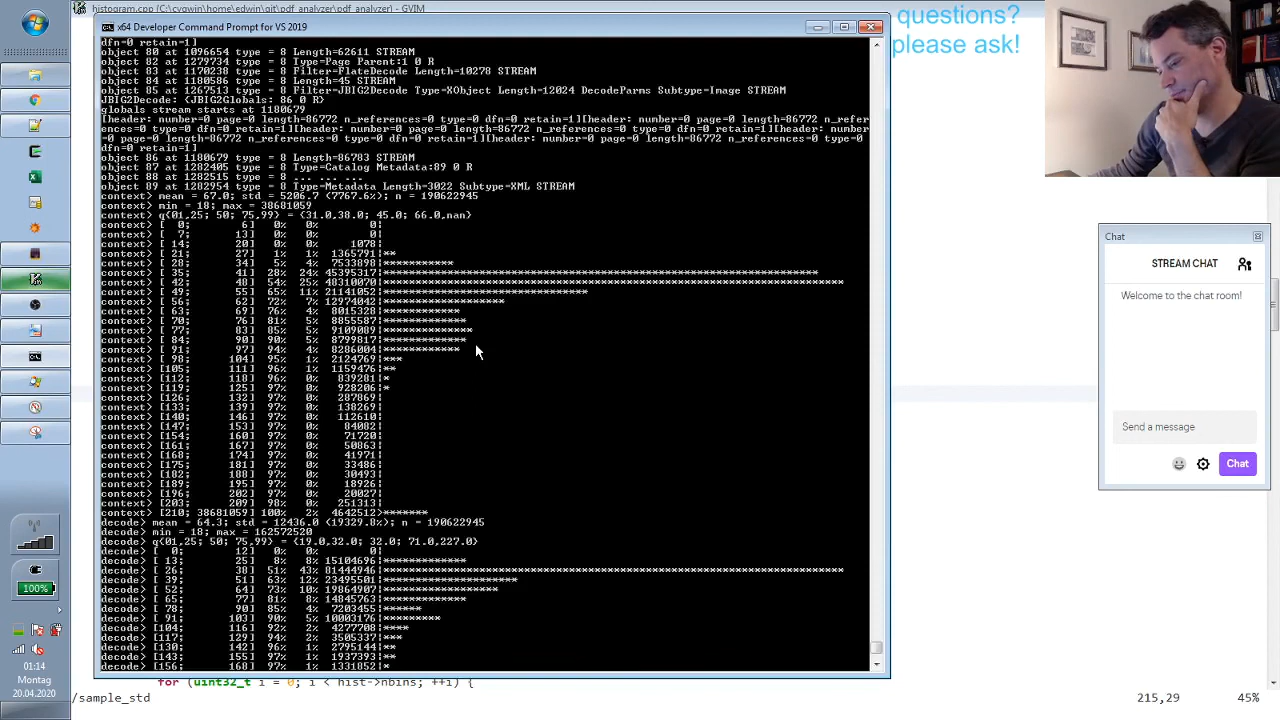 histogram.cpp (C:\cygwin\home\edwin\git\pdf_analyzer\pdf_analyzer) - GVIM
questions?
please ask!
x64 Developer Command Prompt for VS 2019
dfn=0 retain=1]
object 80 at 1096654 type = 8 Length=62611 STREAM
object 82 at 1279734 type = 8 Type=Page Parent:1 0 R
object 83 at 1170238 type = 8 Filter=FlateDecode Length=10278 STREAM
object 84 at 1180586 type = 8 Length=45 STREAM
object 85 at 1267513 type = 8 Filter=JBIG2Decode Type=XObject Length=12024 DecodeParms Subtype=Image STREAM
JBIG2Decode: {JBIG2Globals: 86 0 R}
globals stream starts at 1180679
[header: number=0 page=0 length=86772 n_references=0 type=0 dfn=0 retain=1][header: number=0 page=0 length=86772 n_refer
ences=0 type=0 dfn=0 retain=1][header: number=0 page=0 length=86772 n_references=0 type=0 dfn=0 retain=1][header: number
=0 page=0 length=86772 n_references=0 type=0 dfn=0 retain=1][header: number=0 page=0 length=86772 n_references=0 type=0
dfn=0 retain=1]
object 86 at 1180679 type = 8 Length=86783 STREAM
object 87 at 1282405 type = 8 Type=Catalog Metadata:89 0 R
object 88 at 1282515 type = 8 ... ... ...
object 89 at 1282954 type = 8 Type=Metadata Length=3022 Subtype=XML STREAM
context> mean = 67.0; std = 5206.7 (7767.6%); n = 190622945
context> min = 18; max = 38681059
context> q{01,25; 50; 75,99} = {31.0,38.0; 45.0; 66.0,nan}
context> [ 0; 6] 0% 0% 0|
context> [ 7; 13] 0% 0% 0|
context> [ 14; 20] 0% 0% 1078|
context> [ 21; 27] 1% 1% 1365791|**
context> [ 28; 34] 5% 4% 7533898|***********
context> [ 35; 41] 28% 24% 45395317|*******************************************************************
context> [ 42; 48] 54% 25% 48310070|***********************************************************************
context> [ 49; 55] 65% 11% 21141052|*******************************
context> [ 56; 62] 72% 7% 12974042|*******************
context> [ 63; 69] 76% 4% 8015328|************
context> [ 70; 76] 81% 5% 8855587|*************
context> [ 77; 83] 85% 5% 9109089|**************
context> [ 84; 90] 90% 5% 8799817|*************
context> [ 91; 97] 94% 4% 8286004|************
context> [ 98; 104] 95% 1% 2124769|***
context> [105; 111] 96% 1% 1159476|**
context> [112; 118] 96% 0% 839281|*
context> [119; 125] 97% 0% 928206|*
context> [126; 132] 97% 0% 287869|
context> [133; 139] 97% 0% 138269|
context> [140; 146] 97% 0% 112610|
context> [147; 153] 97% 0% 84082|
context> [154; 160] 97% 0% 71720|
context> [161; 167] 97% 0% 50863|
context> [168; 174] 97% 0% 41971|
context> [175; 181] 97% 0% 33486|
context> [182; 188] 97% 0% 30493|
context> [189; 195] 97% 0% 18926|
context> [196; 202] 97% 0% 20027|
context> [203; 209] 98% 0% 251313|
context> [210; 38681059] 100% 2% 4642512|*******
decode> mean = 64.3; std = 12436.0 (19329.8%); n = 190622945
decode> min = 18; max = 162572520
decode> q{01,25; 50; 75,99} = {19.0,32.0; 32.0; 71.0,227.0}
decode> [ 0; 12] 0% 0% 0|
decode> [ 13; 25] 8% 8% 15104696|*************
decode> [ 26; 38] 51% 43% 81444946|***********************************************************************
decode> [ 39; 51] 63% 12% 23495501|*********************
decode> [ 52; 64] 73% 10% 19864907|******************
decode> [ 65; 77] 81% 8% 14845763|*************
decode> [ 78; 90] 85% 4% 7203455|******
decode> [ 91; 103] 90% 5% 10003176|*********
decode> [104; 116] 92% 2% 4277708|****
decode> [117; 129] 94% 2% 3505337|***
decode> [130; 142] 96% 1% 2795144|**
decode> [143; 155] 97% 1% 1937393|**
decode> [156; 168] 97% 1% 1331852|*
for (uint32_t i = 0; i < hist->nbins; ++i) {
/sample_std
215,29
45%
Chat
STREAM CHAT
Welcome to the chat room!
Send a message
Chat
100%
01:14
Montag
20.04.2020